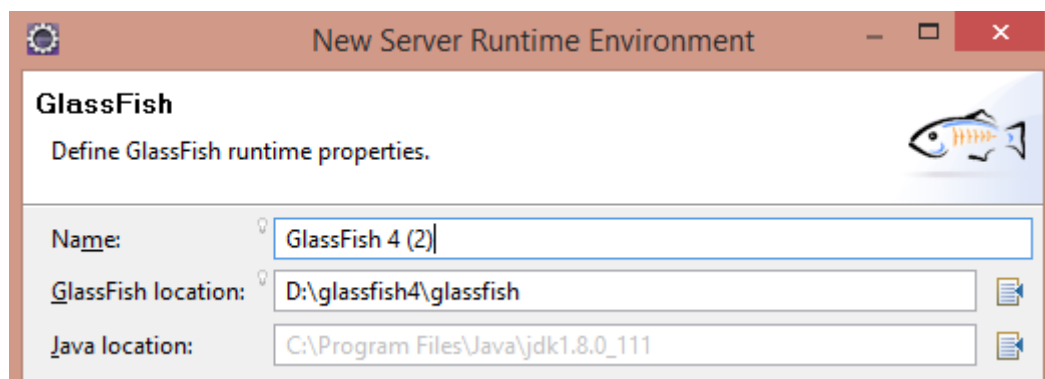 New Server Runtime Environment
GlassFish
Define GlassFish runtime properties.
Name: GlassFish 4 (2)
GlassFish location: D:\glassfish4\glassfish
Java location: C:\Program Files\Java\jdk1.8.0_111